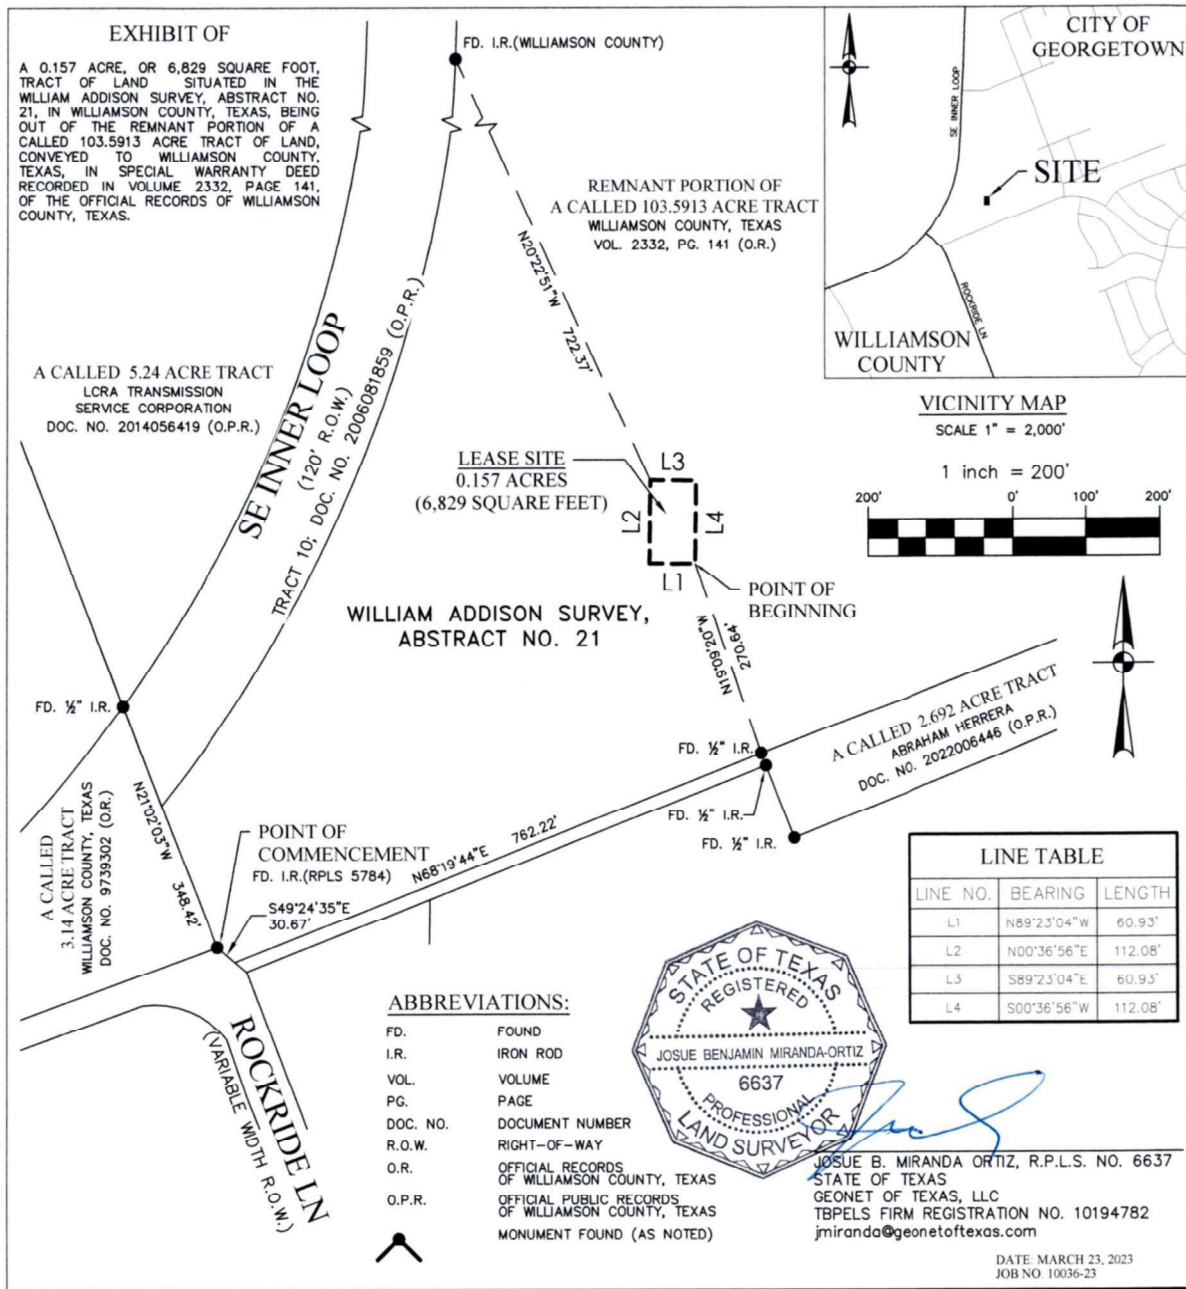 EXHIBIT OF
A 0.157 ACRE, OR 6,829 SQUARE FOOT,
TRACT OF LAND SITUATED IN THE
WILLIAM ADDISON SURVEY, ABSTRACT NO.
21, IN WILLIAMSON COUNTY, TEXAS, BEING
OUT OF THE REMNANT PORTION OF A
CALLED 103.5913 ACRE TRACT OF LAND,
CONVEYED TO WILLIAMSON COUNTY,
TEXAS, IN SPECIAL WARRANTY DEED
RECORDED IN VOLUME 2332, PAGE 141,
OF THE OFFICIAL RECORDS OF WILLIAMSON
COUNTY, TEXAS.
FD. I.R.(WILLIAMSON COUNTY)
REMNANT PORTION OF
A CALLED 103.5913 ACRE TRACT
WILLIAMSON COUNTY, TEXAS
VOL. 2332, PG. 141 (O.R.)
N20°22'51"W 722.37'
CITY OF
GEORGETOWN
SE INNER LOOP
SITE
ROCKRIDE LN
WILLIAMSON
COUNTY
VICINITY MAP
SCALE 1" = 2,000'
1 inch = 200'
200' 0' 200'
A CALLED 5.24 ACRE TRACT
LCRA TRANSMISSION
SERVICE CORPORATION
DOC. NO. 2014056419 (O.P.R.)
SE INNER LOOP
(120' R.O.W.)
TRACT 10; DOC. NO. 2006081859 (O.P.R.)
LEASE SITE
0.157 ACRES
(6,829 SQUARE FEET)
L3
L2
L4
L1
POINT OF
BEGINNING
WILLIAM ADDISON SURVEY,
ABSTRACT NO. 21
N19°09'20"W
270.64'
FD. ½" I.R.
FD. ½" I.R.
A CALLED 2.692 ACRE TRACT
ABRAHAM HERRERA
DOC. NO. 2022006446 (O.P.R.)
FD. ½" I.R.
FD. ½" I.R.
N21°02'03"W 348.42'
A CALLED
3.14 ACRE TRACT
WILLIAMSON COUNTY, TEXAS
DOC. NO. 9739302 (O.R.)
POINT OF
COMMENCEMENT
FD. I.R.(RPLS 5784)
N68°19'44"E 762.22'
S49°24'35"E
30.67'
ROCKRIDE LN
(VARIABLE WIDTH R.O.W.)
LINE TABLE
LINE NO. BEARING LENGTH
L1 N89°23'04"W 60.93'
L2 N00°36'56"E 112.08'
L3 S89°23'04"E 60.93'
L4 S00°36'56"W 112.08'
ABBREVIATIONS:
FD. FOUND
I.R. IRON ROD
VOL. VOLUME
PG. PAGE
DOC. NO. DOCUMENT NUMBER
R.O.W. RIGHT-OF-WAY
O.R. OFFICIAL RECORDS
OF WILLIAMSON COUNTY, TEXAS
O.P.R. OFFICIAL PUBLIC RECORDS
OF WILLIAMSON COUNTY, TEXAS
MONUMENT FOUND (AS NOTED)
STATE OF TEXAS
REGISTERED
JOSUE BENJAMIN MIRANDA-ORTIZ
6637
PROFESSIONAL
LAND SURVEYOR
JOSUE B. MIRANDA ORTIZ, R.P.L.S. NO. 6637
STATE OF TEXAS
GEONET OF TEXAS, LLC
TBPELS FIRM REGISTRATION NO. 10194782
jmiranda@geonetoftexas.com
DATE: MARCH 23, 2023
JOB NO. 10036-23